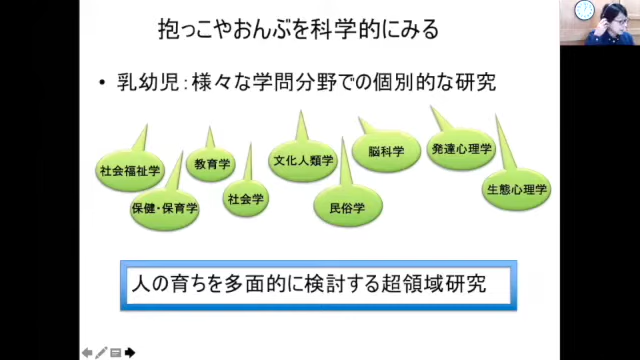 抱っこやおんぶを科学的にみる
• 乳幼児：様々な学問分野での個別的な研究
社会福祉学
保健・保育学
教育学
社会学
文化人類学
民俗学
脳科学
発達心理学
生態心理学
人の育ちを多面的に検討する超領域研究